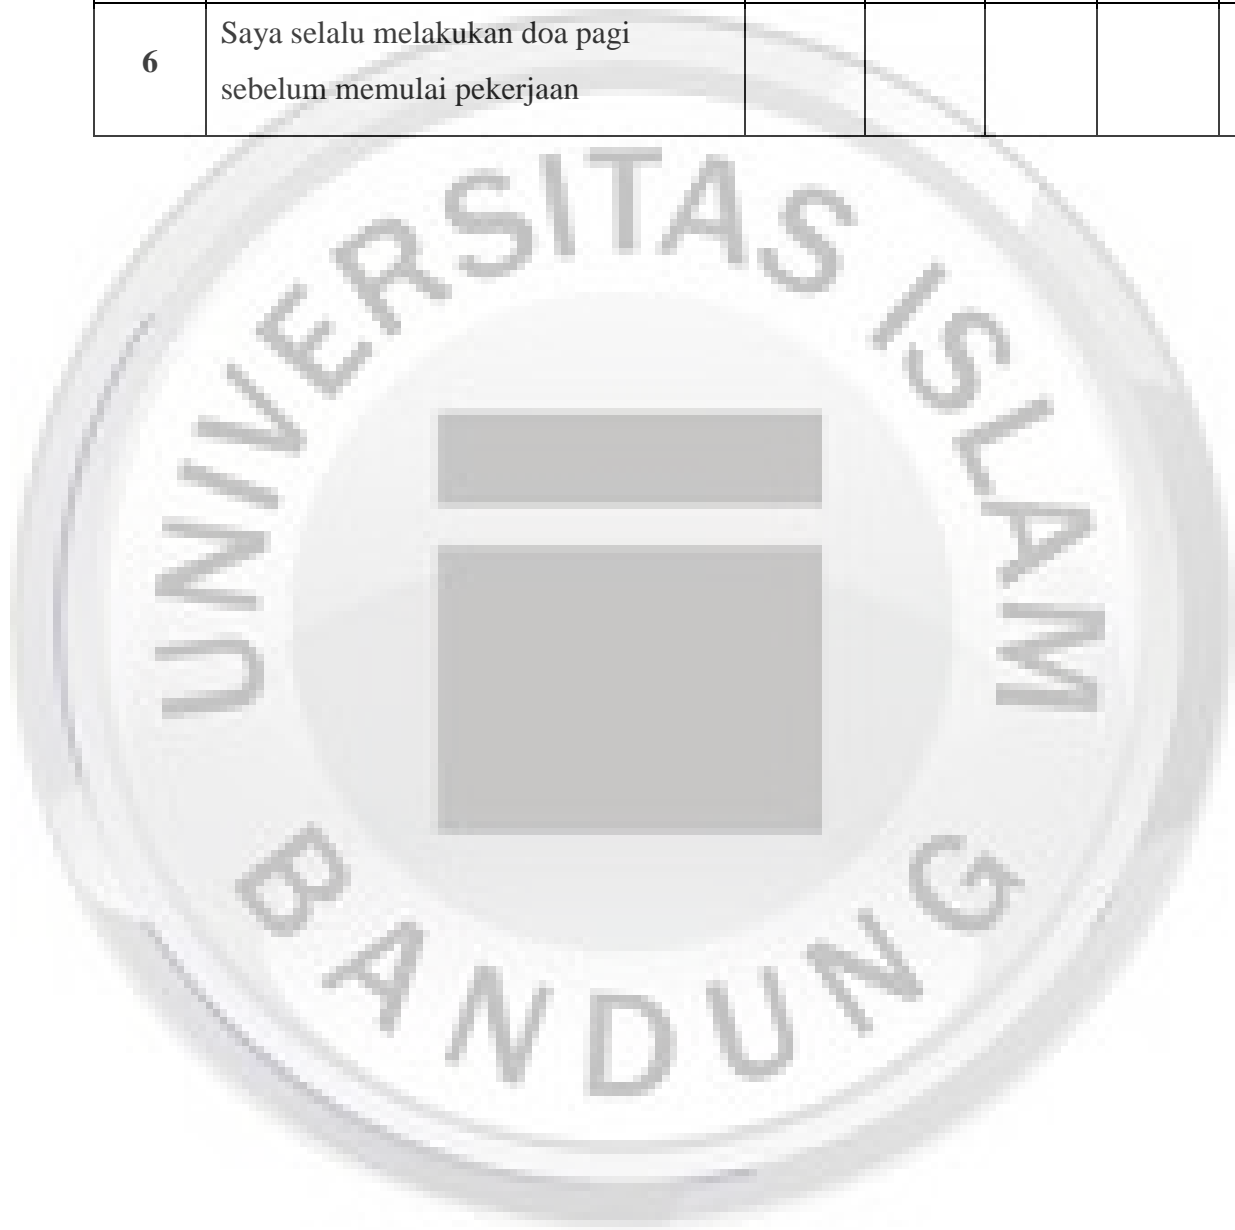 6
Saya selalu melakukan doa pagi
sebelum memulai pekerjaan
UNIVERSITAS ISLAM
BANDUNG